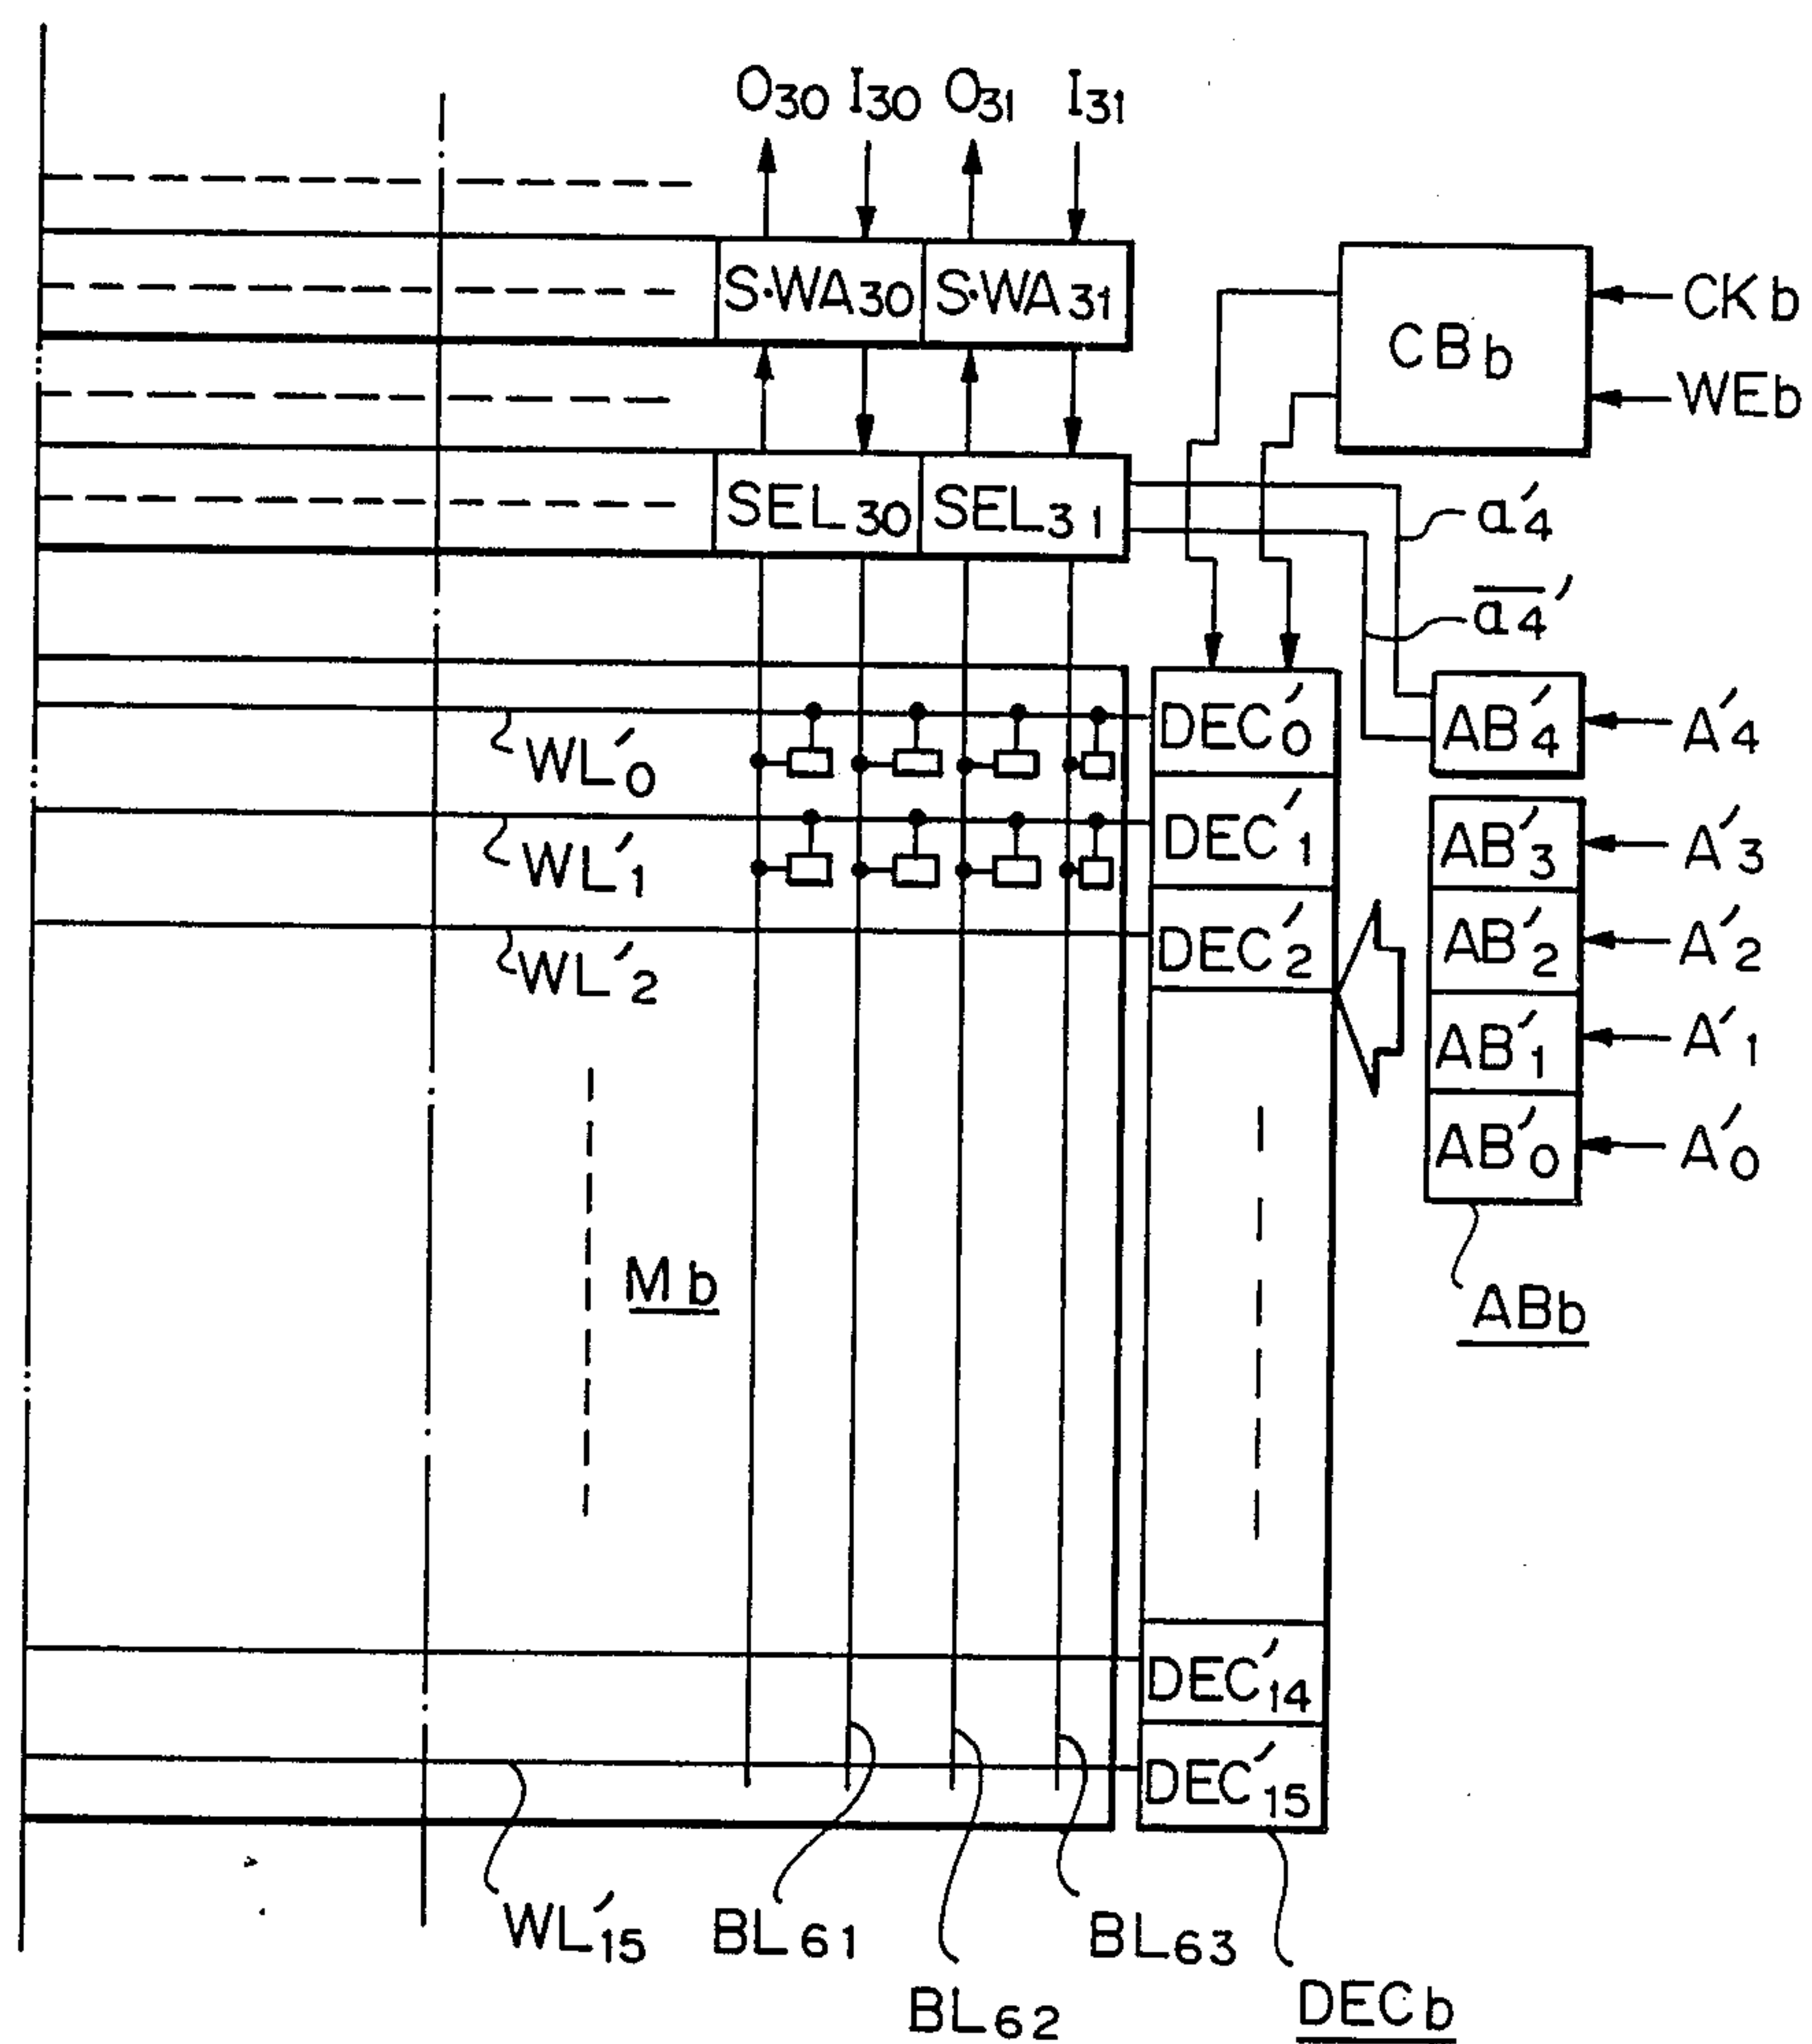 O30 I30 O31 I31
S·WA30 S·WA31
CKb
CBb
WEb
SEL30 SEL31
a'4
a4'
DEC'0
AB'4 A'4
WL'0
DEC'1
AB'3 A'3
WL'1
DEC'2
AB'2 A'2
WL'2
AB'1 A'1
AB'0 A'0
Mb
ABb
DEC'14
DEC'15
WL'15 BL61 BL63
BL62 DECb